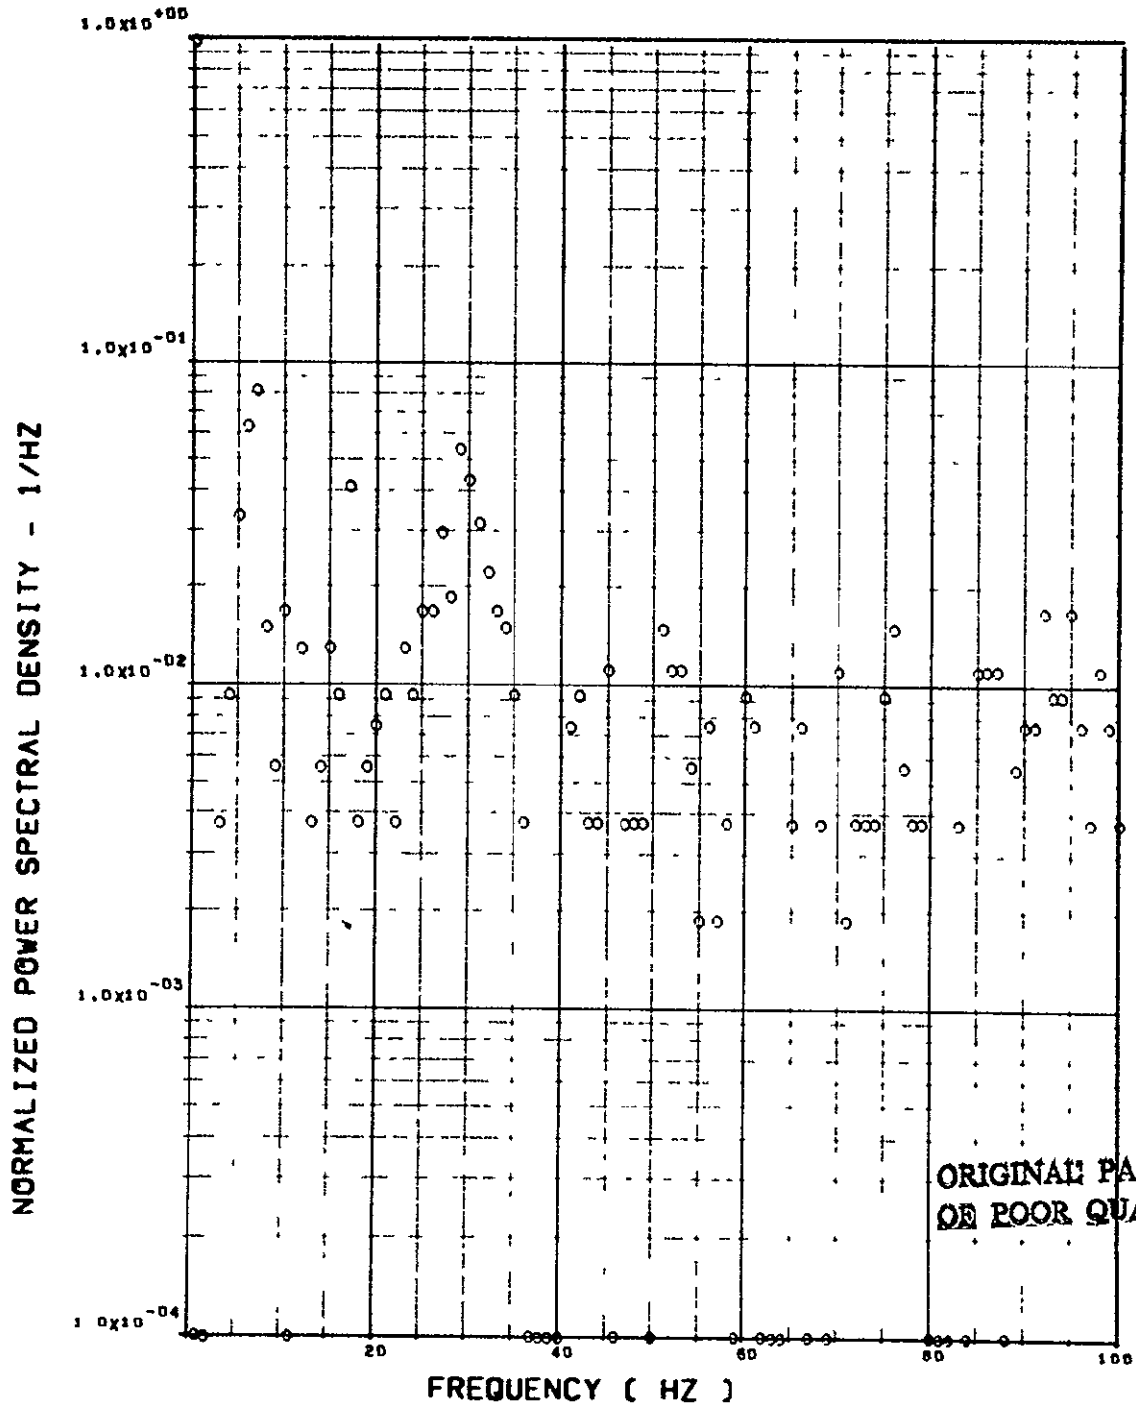 1.0X10+00
1.0X10-01
1.0X10-02
1.0X10-03
1 0X10-04
NORMALIZED POWER SPECTRAL DENSITY - 1/HZ
20
40
60
80
100
FREQUENCY ( HZ )
ORIGINAL PA
OE POOR QUA